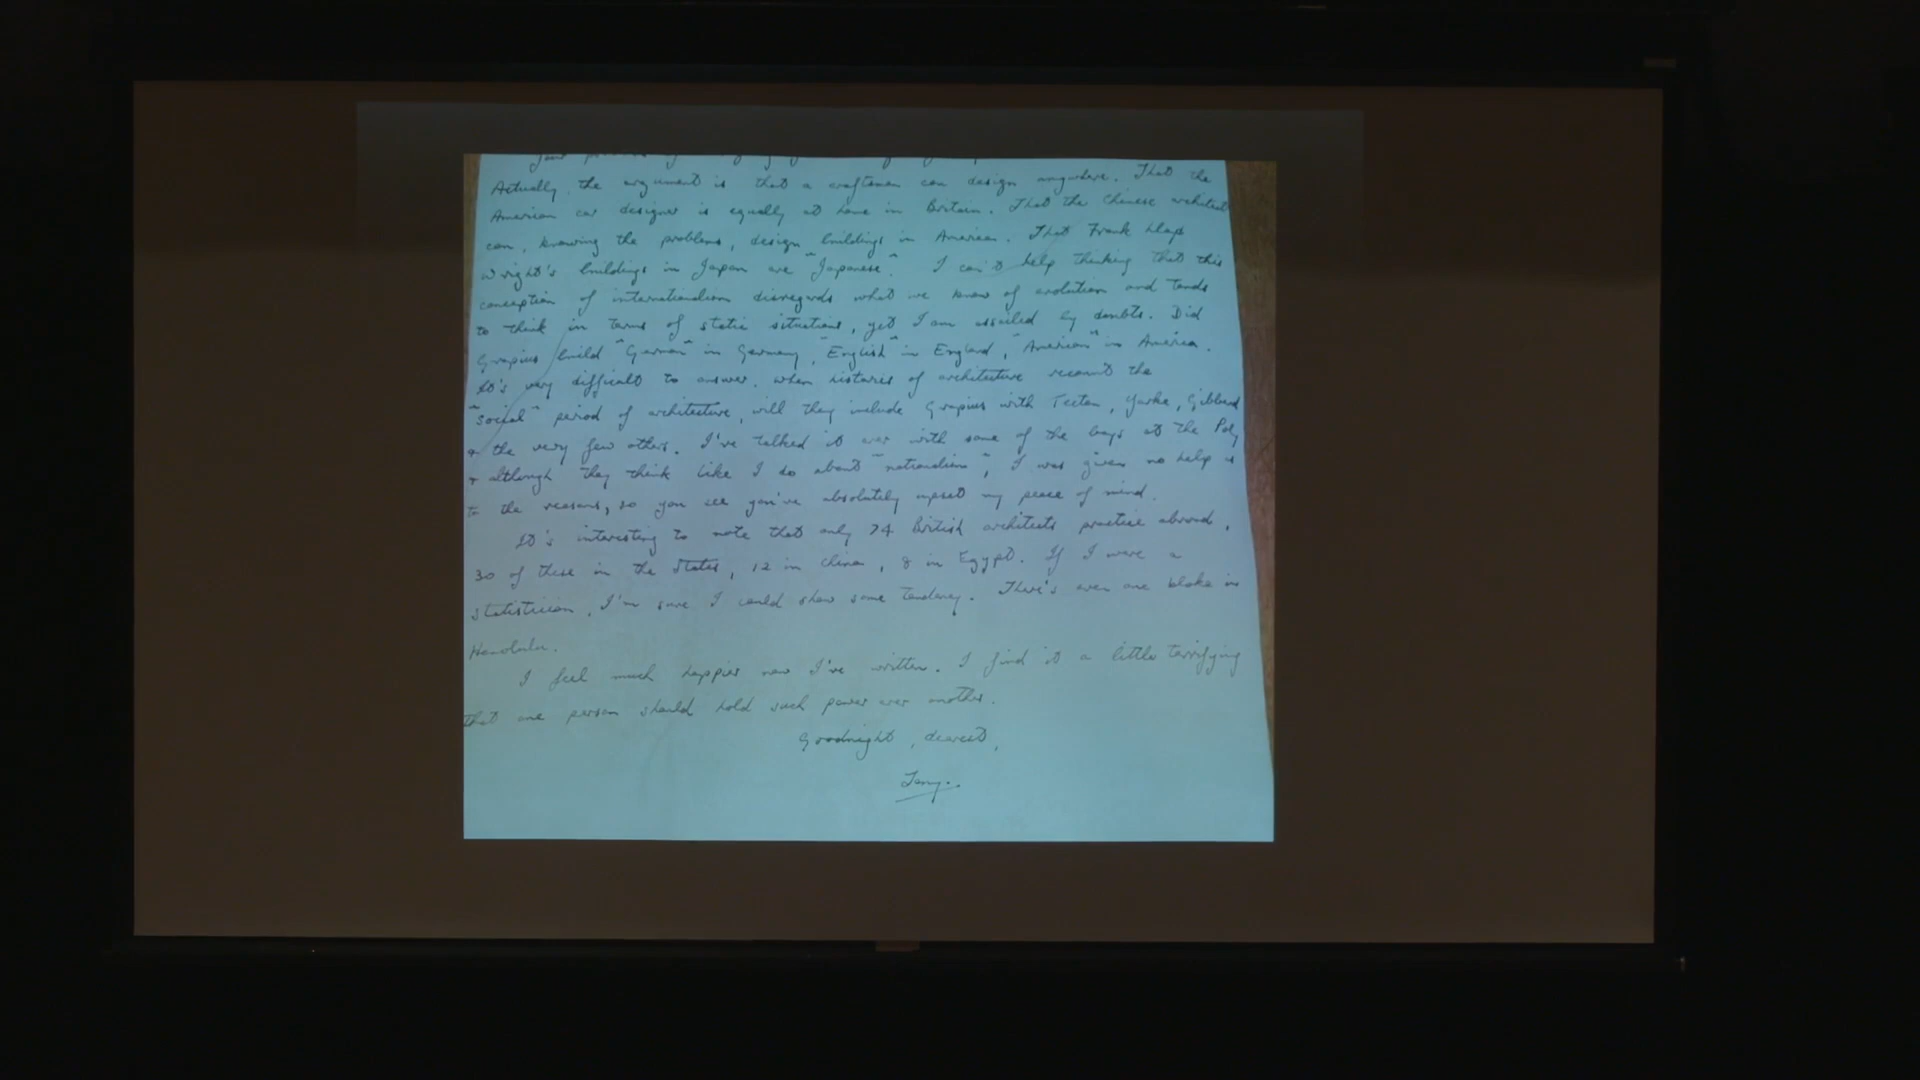 Actually, the argument is that a craftsman can design anywhere. That the
American car designer is equally at home in Britain. That the Chinese architect
can, knowing the problems, design buildings in America. That Frank Lloyd
Wright's buildings in Japan are "Japanese". I can't help thinking that this
conception of internationalism disregards what we know of evolution and tends
to think in terms of static situations, yet I am assailed by doubts. Did
Gropius build "German" in Germany, "English" in England, "American" in America.
It's very difficult to answer. When histories of architecture recount the
"social" period of architecture, will they include Gropius with Tecton, Yorke, Gibberd
& the very few others. I've talked it over with some of the boys at the Poly
& although they think like I do about "nationalism", I was given no help as
to the reasons, so you see you've absolutely upset my peace of mind.
It's interesting to note that only 74 British architects practice abroad,
30 of these in the States, 12 in China, 8 in Egypt. If I were a
statistician, I'm sure I could show some tendency. There's even one bloke in
Honolulu.
I feel much happier now I've written. I find it a little terrifying
that one person should hold such power over another.
Goodnight, dearest,
Tony.